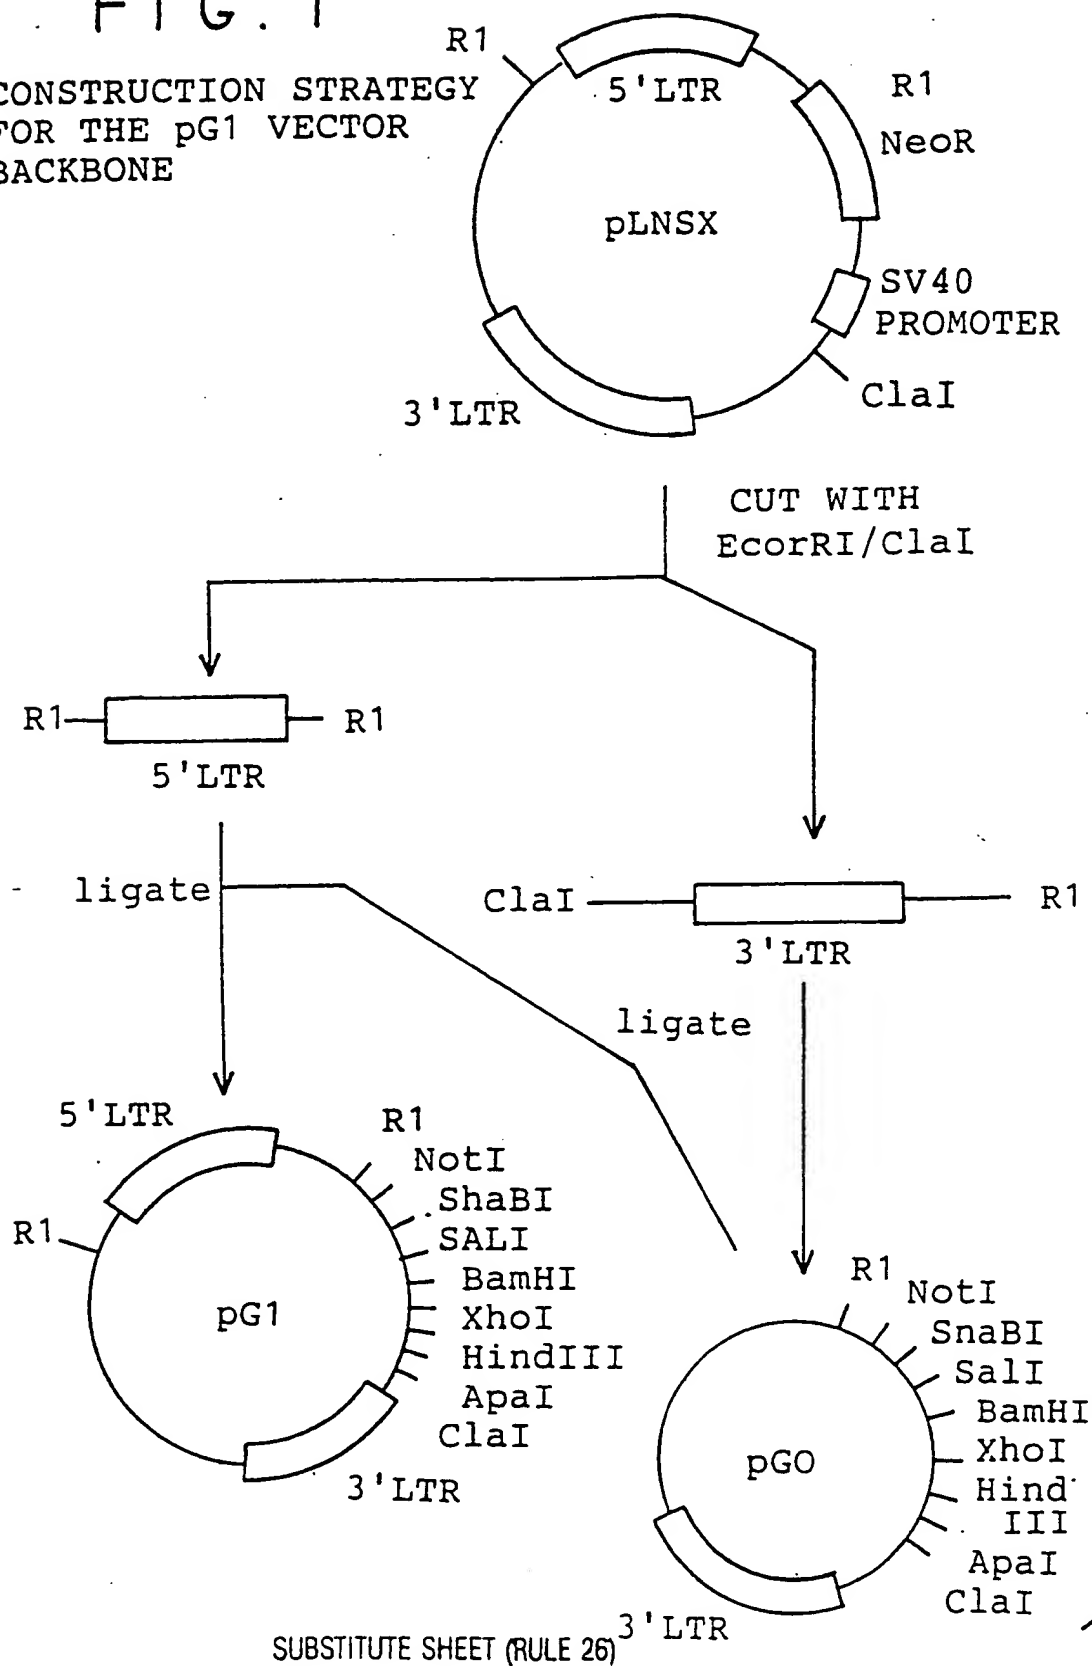 FIG. 1
CONSTRUCTION STRATEGY
FOR THE pG1 VECTOR
BACKBONE
R1
5'LTR
R1
NeoR
pLNSX
SV40
PROMOTER
ClaI
3'LTR
CUT WITH
EcorRI/ClaI
R1
R1
5'LTR
ligate
ClaI
R1
3'LTR
ligate
5'LTR
R1
NotI
ShaBI
SALI
BamHI
XhoI
HindIII
ApaI
ClaI
R1
pG1
3'LTR
R1
NotI
SnaBI
SalI
BamHI
XhoI
Hind
III
ApaI
ClaI
pGO
3'LTR
SUBSTITUTE SHEET (RULE 26)